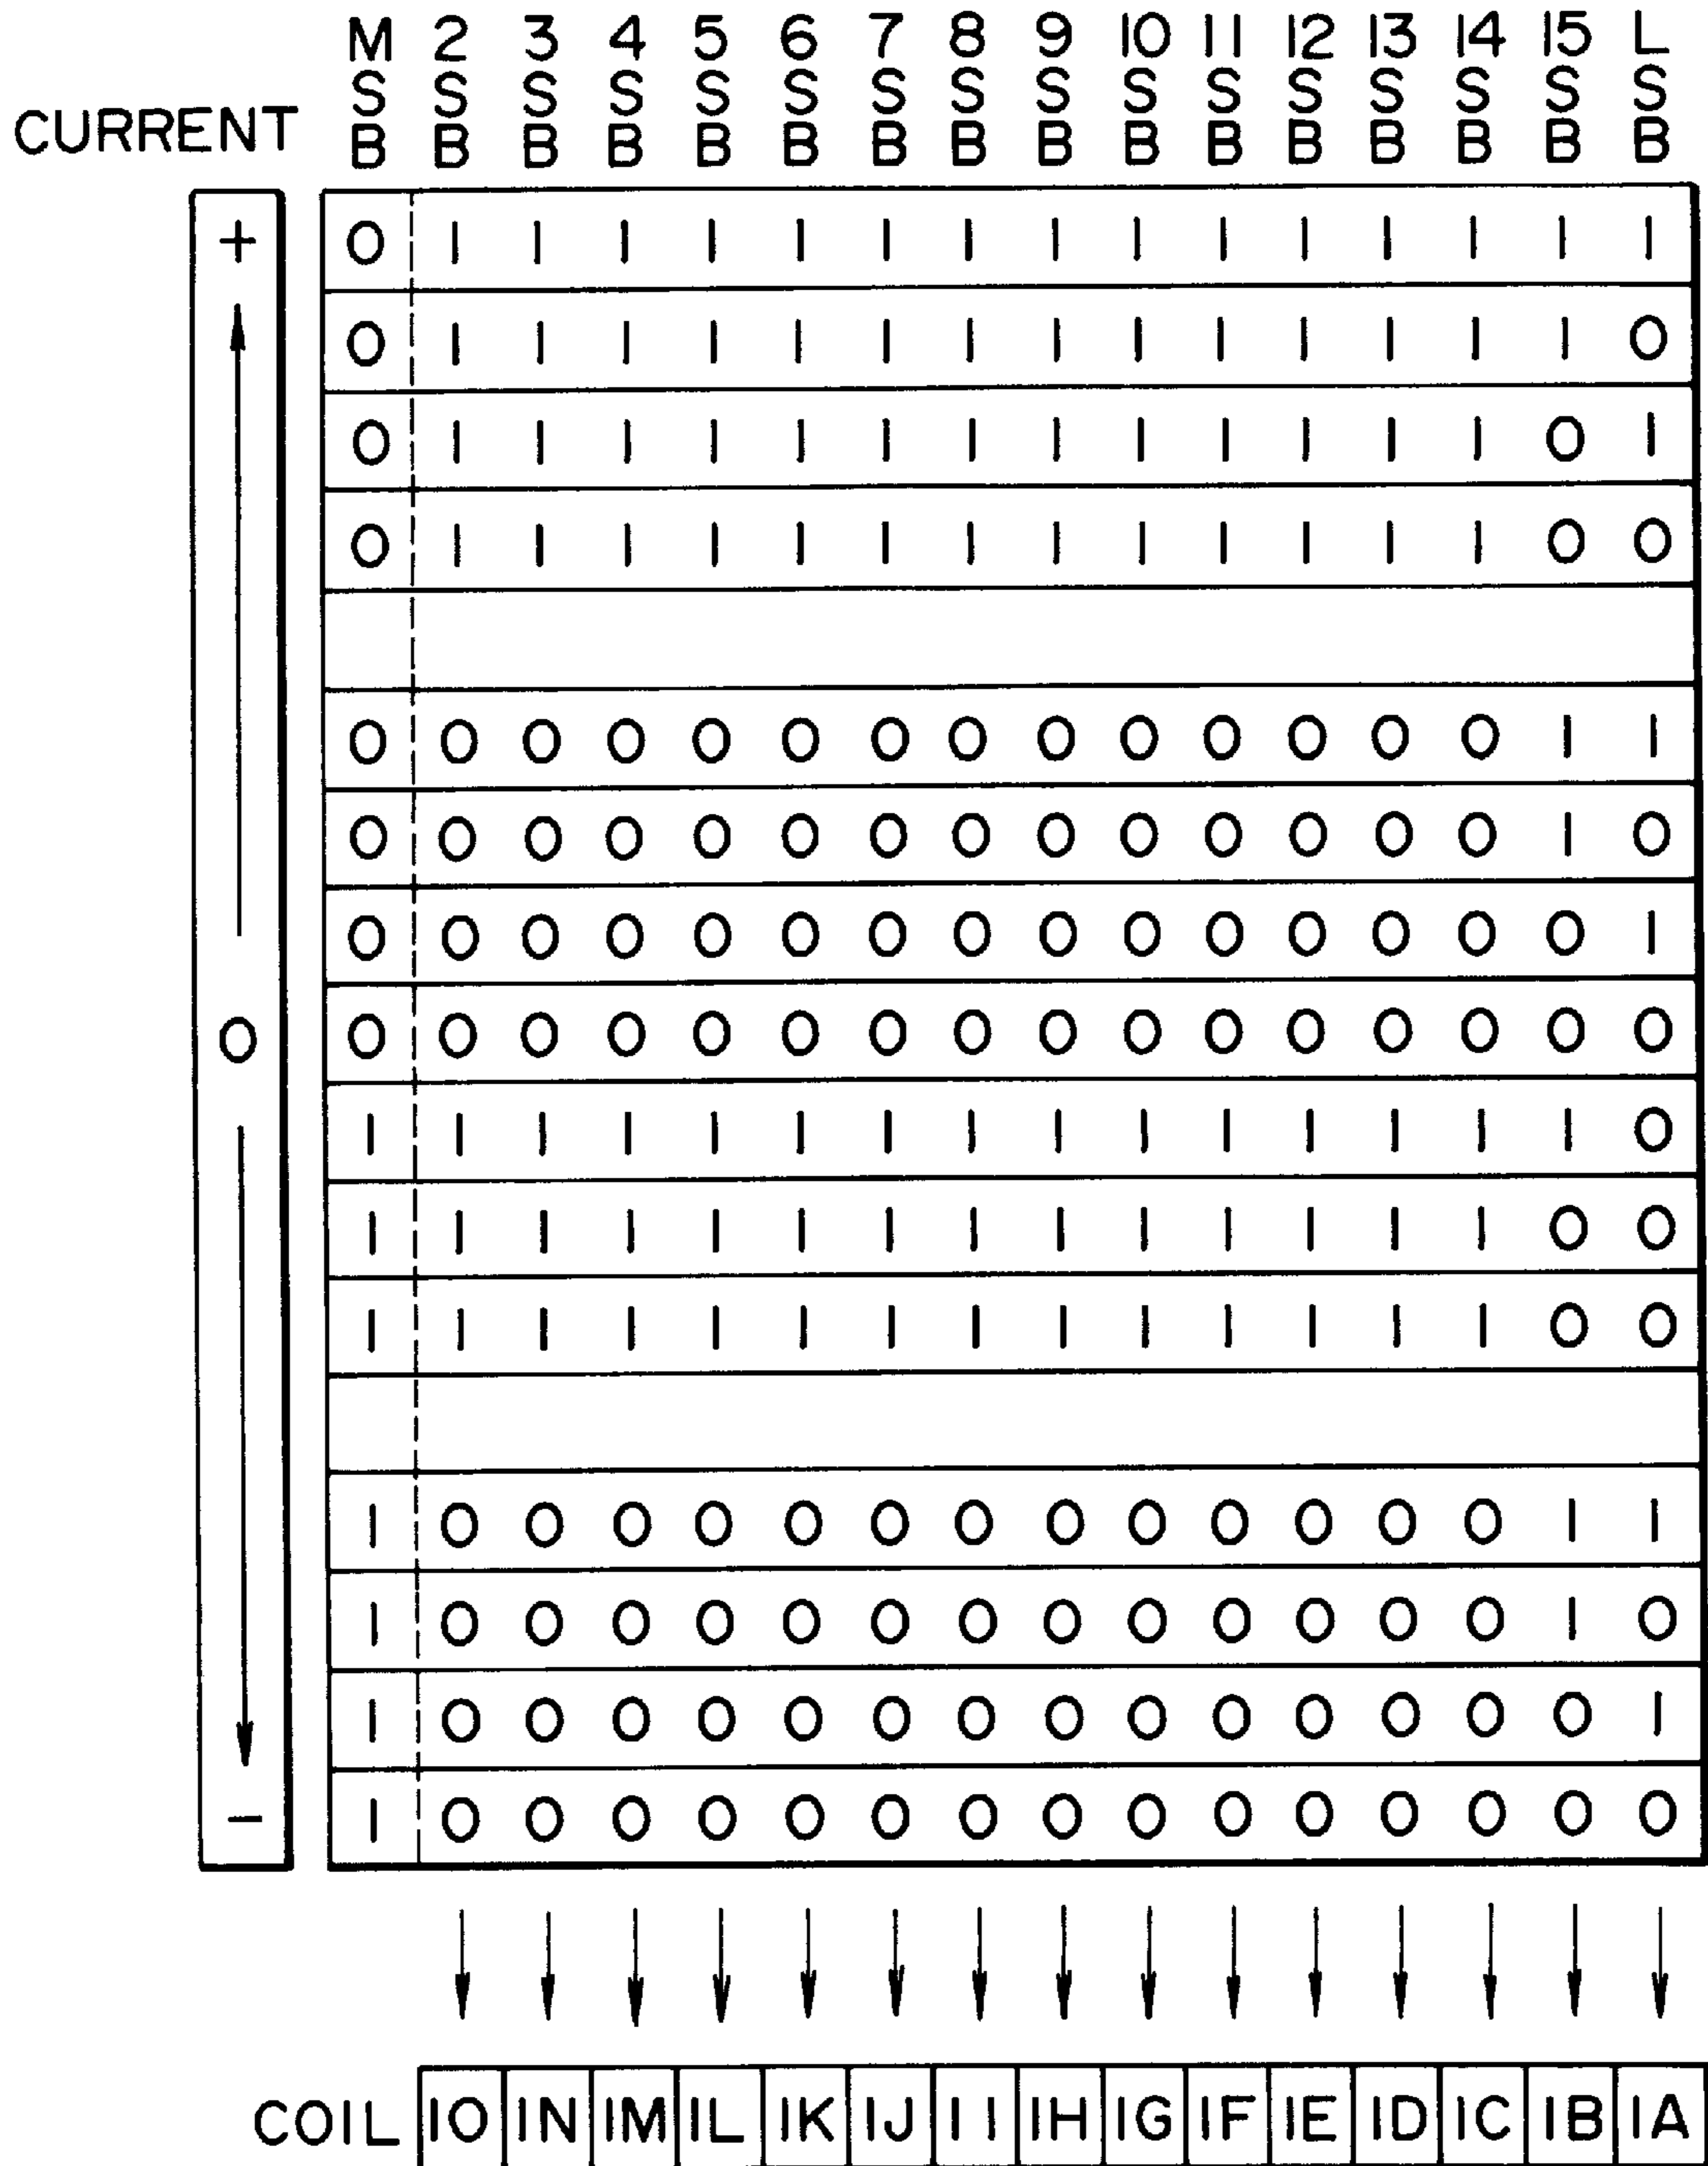 M 2 3 4 5 6 7 8 9 10 11 12 13 14 15 L
S S S S S S S S S S S S S S S S
CURRENT B B B B B B B B B B B B B B B B
+ 0 1 1 1 1 1 1 1 1 1 1 1 1 1 1 1
0 1 1 1 1 1 1 1 1 1 1 1 1 1 1 0
0 1 1 1 1 1 1 1 1 1 1 1 1 1 0 1
0 1 1 1 1 1 1 1 1 1 1 1 1 1 0 0
0 0 0 0 0 0 0 0 0 0 0 0 0 0 1 1
0 0 0 0 0 0 0 0 0 0 0 0 0 0 1 0
0 0 0 0 0 0 0 0 0 0 0 0 0 0 0 1
0 0 0 0 0 0 0 0 0 0 0 0 0 0 0 0 0
1 1 1 1 1 1 1 1 1 1 1 1 1 1 1 0
1 1 1 1 1 1 1 1 1 1 1 1 1 1 0 0
1 1 1 1 1 1 1 1 1 1 1 1 1 1 0 0
1 0 0 0 0 0 0 0 0 0 0 0 0 0 1 1
1 0 0 0 0 0 0 0 0 0 0 0 0 0 1 0
1 0 0 0 0 0 0 0 0 0 0 0 0 0 0 1
− 1 0 0 0 0 0 0 0 0 0 0 0 0 0 0 0
COIL 1O 1N 1M 1L 1K 1J 1I 1H 1G 1F 1E 1D 1C 1B 1A